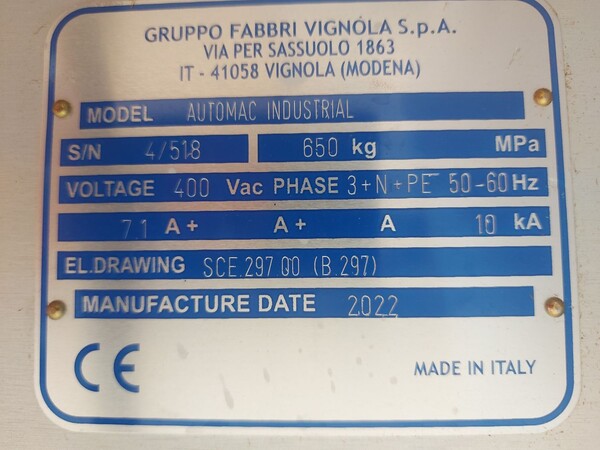 GRUPPO FABBRI VIGNOLA S.p.A.
VIA PER SASSUOLO 1863
IT - 41058 VIGNOLA (MODENA)
MODEL AUTOMAC INDUSTRIAL
S/N 4/518 650 kg MPa
VOLTAGE 400 Vac PHASE 3+N+PE 50-60 Hz
7.1 A+ A+ A 10 kA
EL.DRAWING SCE.297 00 (B.297)
MANUFACTURE DATE 2022
CE MADE IN ITALY